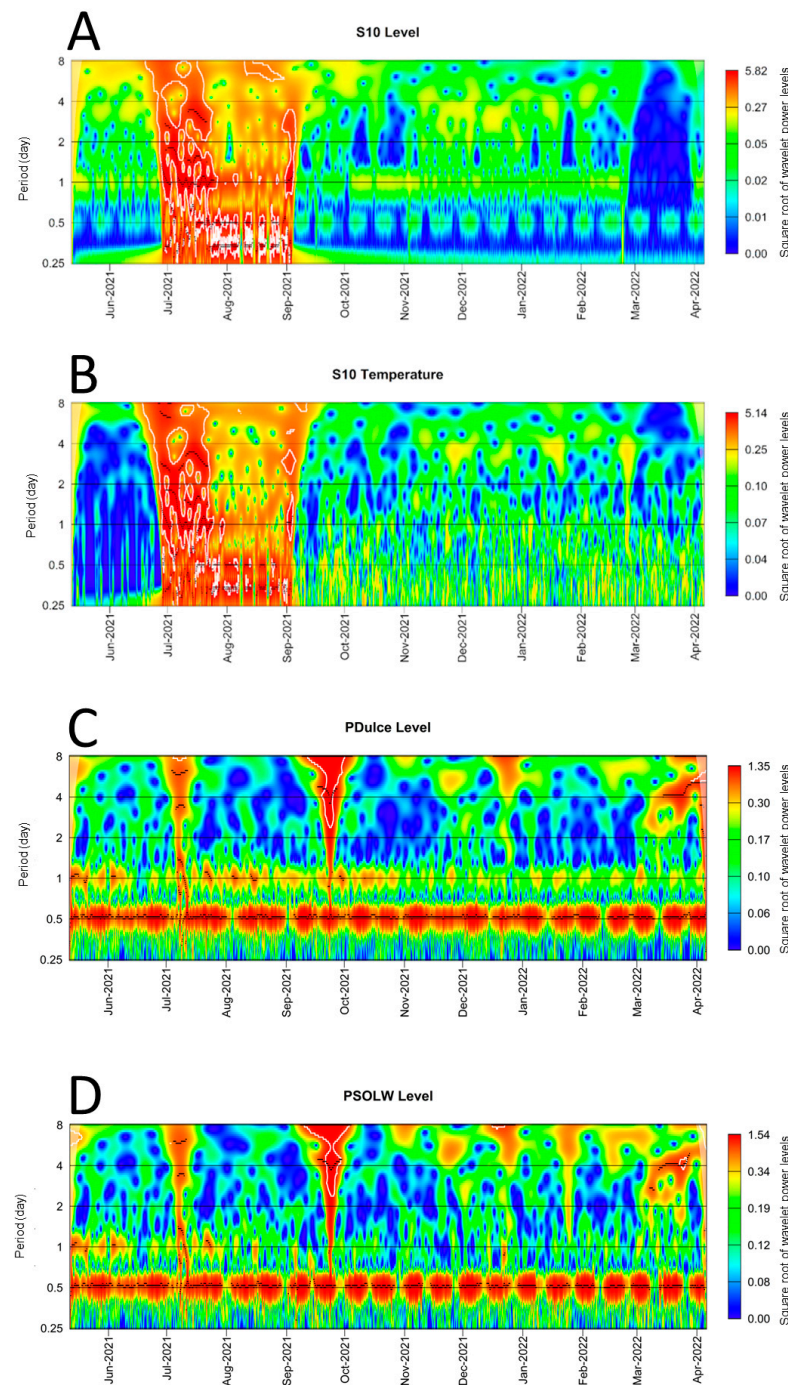 A
S10 Level
Period (day)
8
4
2
1
0.5
0.25
Jun-2021
Jul-2021
Aug-2021
Sep-2021
Oct-2021
Nov-2021
Dec-2021
Jan-2022
Feb-2022
Mar-2022
Apr-2022
5.82
0.27
0.05
0.02
0.01
0.00
Square root of wavelet power levels
B
S10 Temperature
Period (day)
8
4
2
1
0.5
0.25
Jun-2021
Jul-2021
Aug-2021
Sep-2021
Oct-2021
Nov-2021
Dec-2021
Jan-2022
Feb-2022
Mar-2022
Apr-2022
5.14
0.25
0.10
0.07
0.04
0.00
Square root of wavelet power levels
C
PDulce Level
Period (day)
8
4
2
1
0.5
0.25
Jun-2021
Jul-2021
Aug-2021
Sep-2021
Oct-2021
Nov-2021
Dec-2021
Jan-2022
Feb-2022
Mar-2022
Apr-2022
1.35
0.30
0.17
0.10
0.06
0.00
Square root of wavelet power levels
D
PSOLW Level
Period (day)
8
4
2
1
0.5
0.25
Jun-2021
Jul-2021
Aug-2021
Sep-2021
Oct-2021
Nov-2021
Dec-2021
Jan-2022
Feb-2022
Mar-2022
Apr-2022
1.54
0.34
0.19
0.12
0.08
0.00
Square root of wavelet power levels